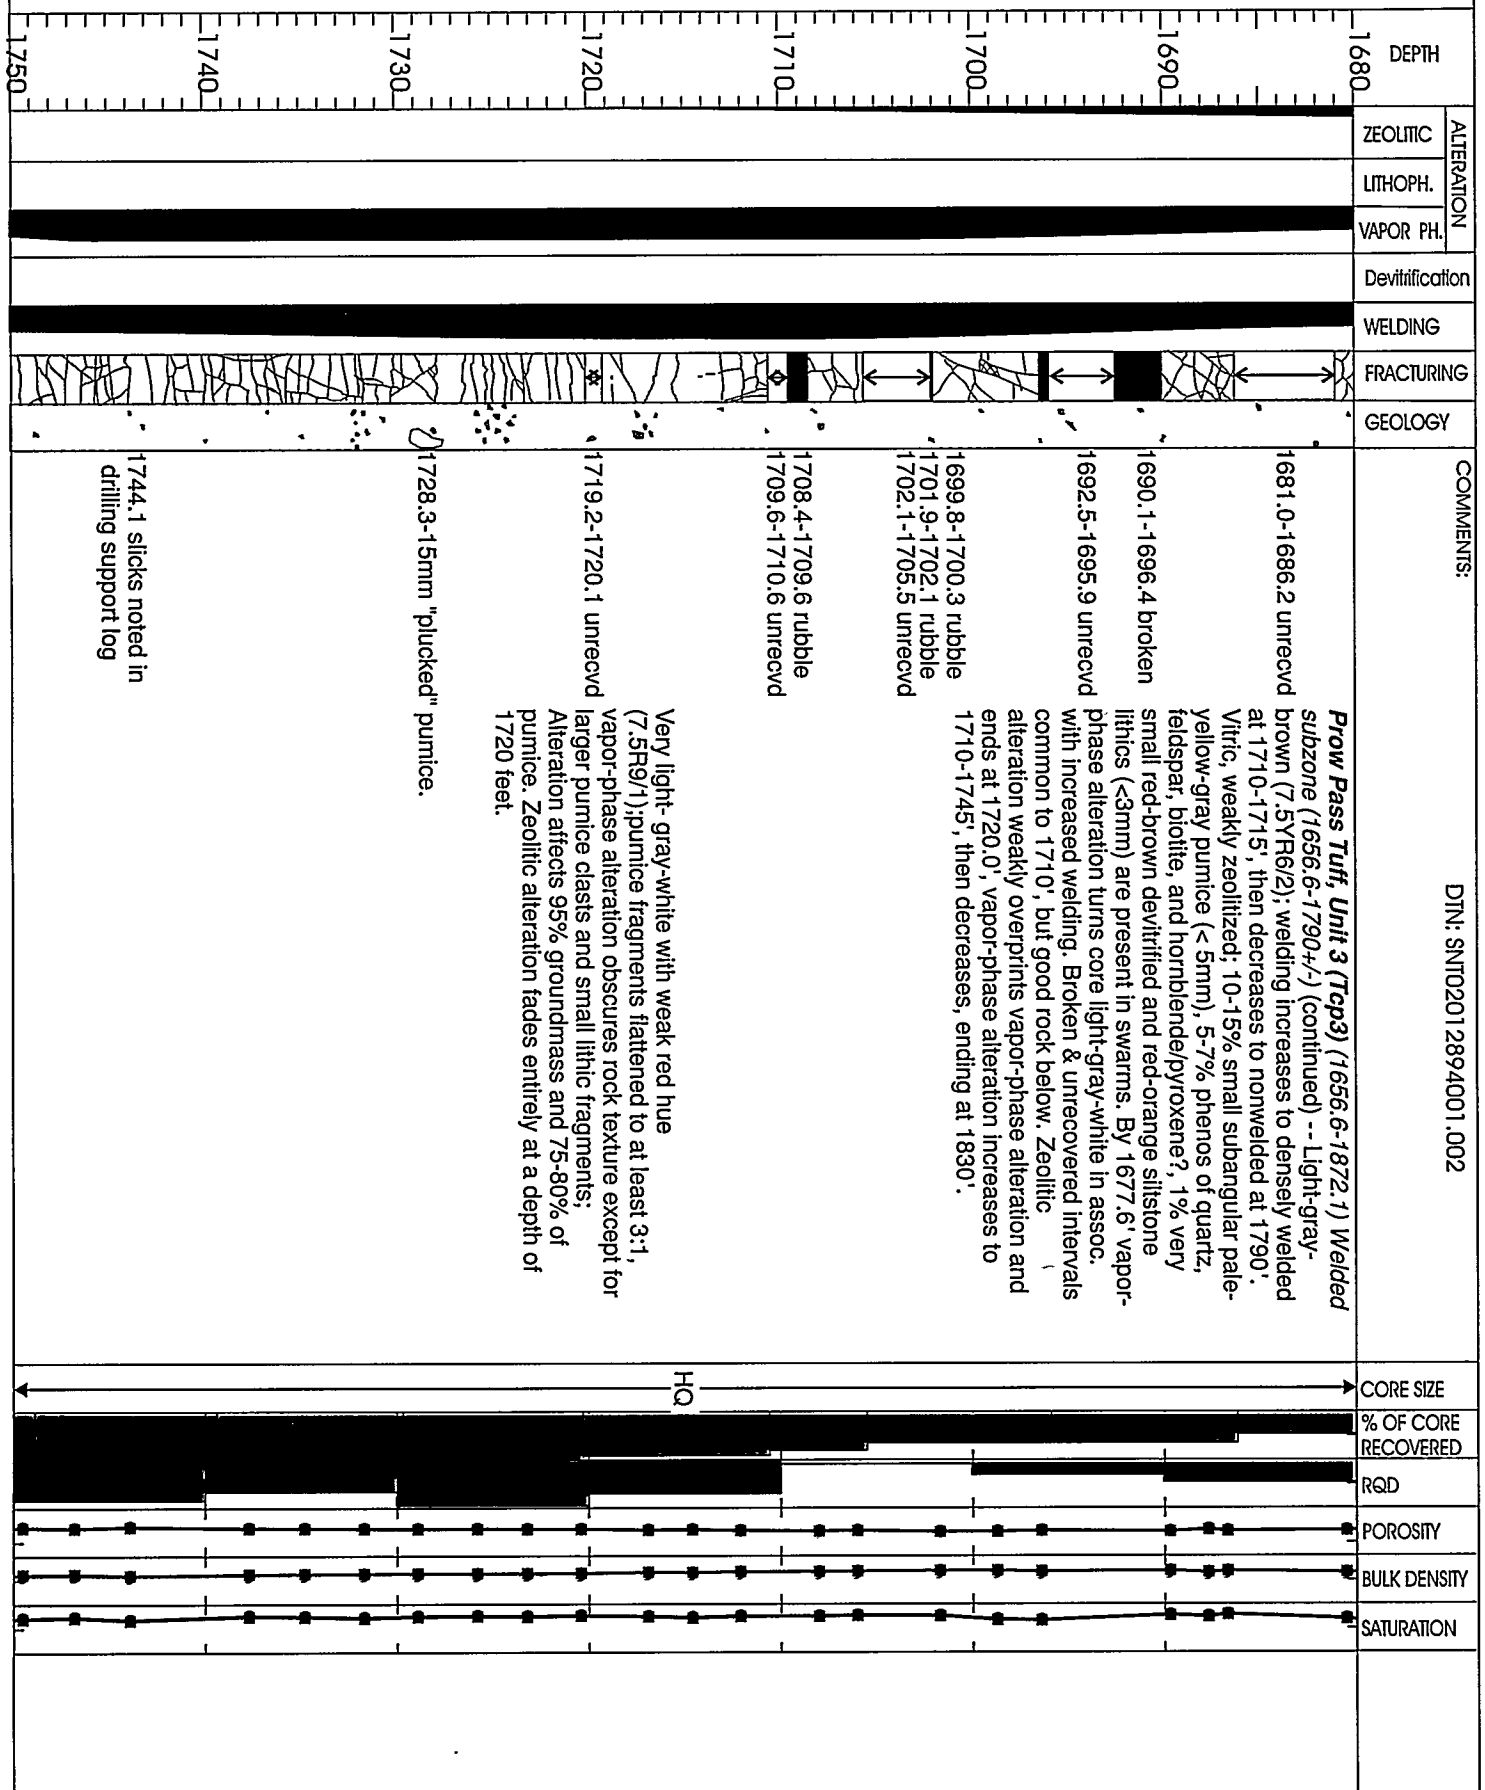 DEPTH
ALTERATION
ZEOLITIC
LITHOPH.
VAPOR PH.
Devitrification
WELDING
FRACTURING
GEOLOGY
COMMENTS:
DTN: SNT02012894001.002
CORE SIZE
% OF CORE
RECOVERED
RQD
POROSITY
BULK DENSITY
SATURATION
1680
1690
1700
1710
1720
1730
1740
1750
1681.0-1686.2 unrecvd
1690.1-1696.4 broken
1692.5-1695.9 unrecvd
1699.8-1700.3 rubble
1701.9-1702.1 rubble
1702.1-1705.5 unrecvd
1708.4-1709.6 rubble
1709.6-1710.6 unrecvd
1719.2-1720.1 unrecvd
1728.3-15mm "plucked" pumice.
1744.1 slicks noted in
drilling support log
Prow Pass Tuff, Unit 3 (Tcp3) (1656.6-1872.1) Welded
subzone (1656.6-1790+/-) (continued) -- Light-gray-
brown (7.5YR6/2); welding increases to densely welded
at 1710-1715', then decreases to nonwelded at 1790'.
Vitric, weakly zeolitized; 10-15% small subangular pale-
yellow-gray pumice (< 5mm), 5-7% phenos of quartz,
feldspar, biotite, and hornblende/pyroxene?, 1% very
small red-brown devitrified and red-orange siltstone
lithics (<3mm) are present in swarms. By 1677.6' vapor-
phase alteration turns core light-gray-white in assoc.
with increased welding. Broken & unrecovered intervals
common to 1710', but good rock below. Zeolitic
alteration weakly overprints vapor-phase alteration and
ends at 1720.0', vapor-phase alteration increases to
1710-1745', then decreases, ending at 1830'.
Very light- gray-white with weak red hue
(7.5R9/1);pumice fragments flattened to at least 3:1,
vapor-phase alteration obscures rock texture except for
larger pumice clasts and small lithic fragments;
Alteration affects 95% groundmass and 75-80% of
pumice. Zeolitic alteration fades entirely at a depth of
1720 feet.
HQ